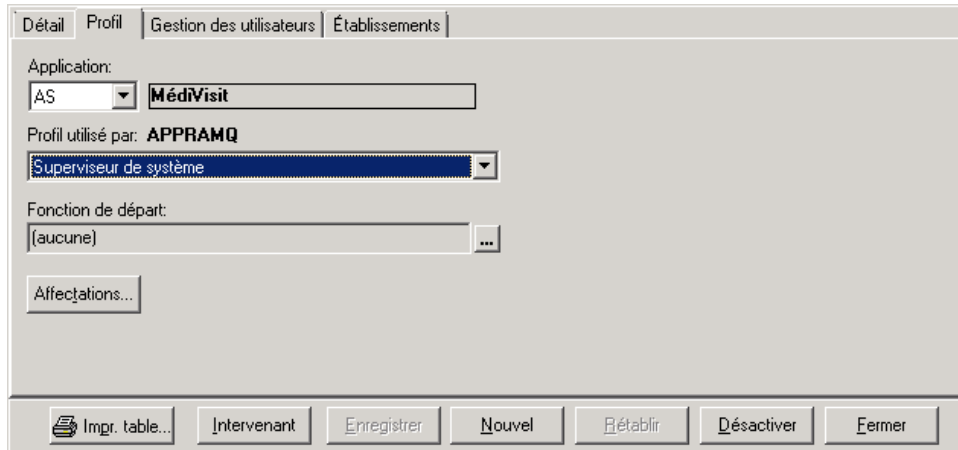 Détail Profil Gestion des utilisateurs Établissements
Application:
AS MédiVisit
Profil utilisé par: APPRAMQ
Superviseur de système
Fonction de départ:
(aucune) ...
Affectations...
Impr. table... Intervenant Enregistrer Nouvel Rétablir Désactiver Fermer